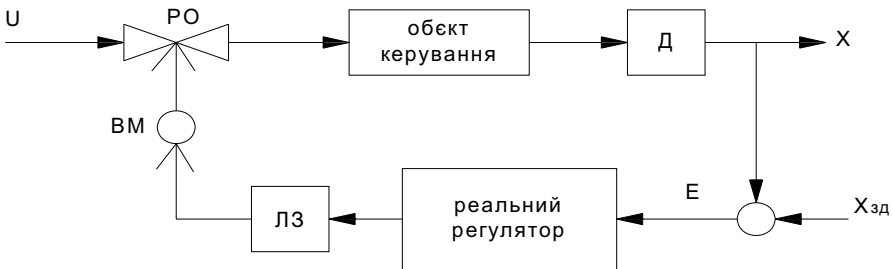 U
РО
обєкт
керування
Д
X
ВМ
ЛЗ
реальний
регулятор
E
Xзд